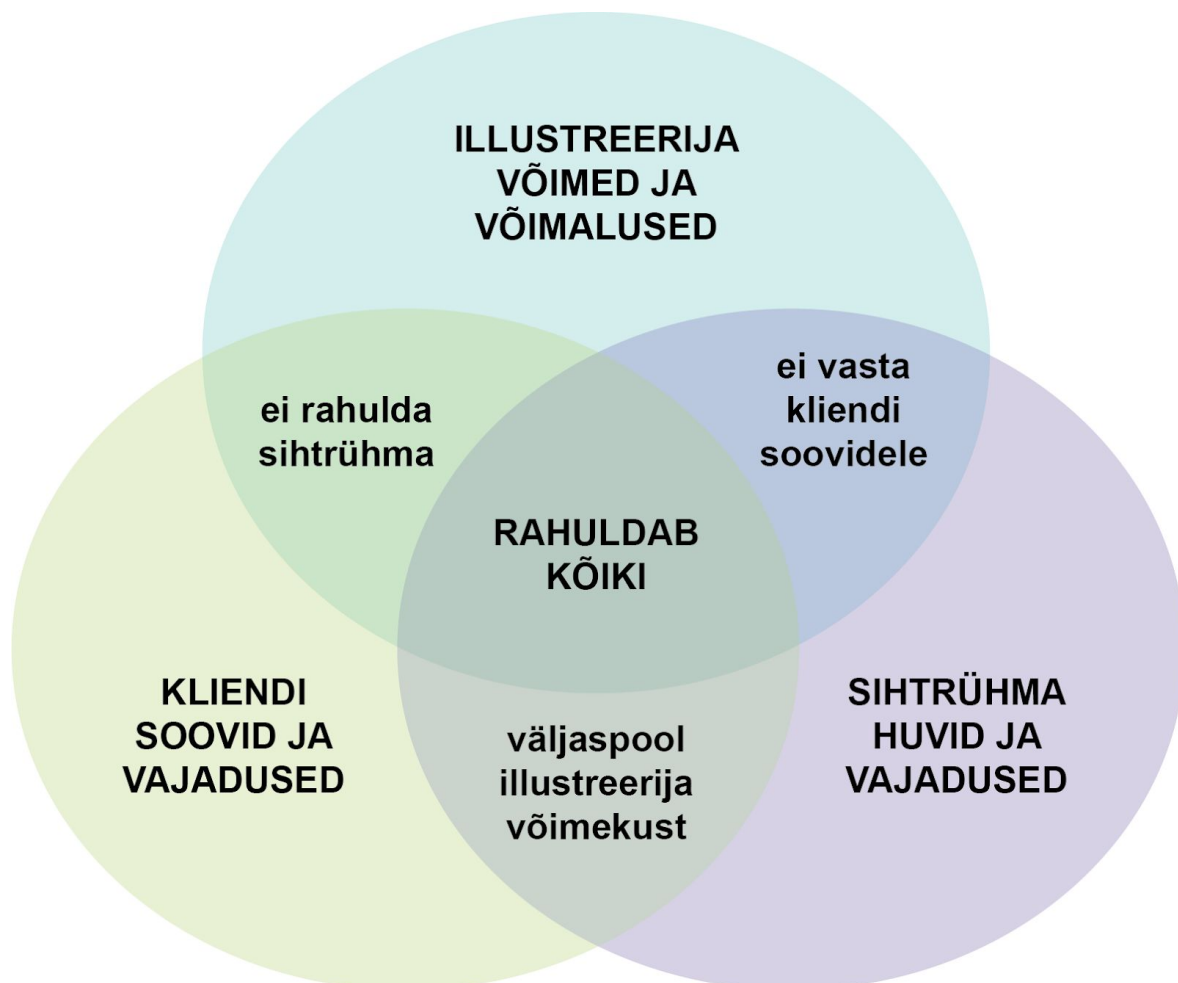 ILLUSTREERIJA
VÕIMED JA
VÕIMALUSED
ei rahulda
sihtrühma
ei vasta
kliendi
soovidele
RAHULDAB
KÕIKI
KLIENDI
SOOVID JA
VAJADUSED
väljaspool
illustreerija
võimekust
SIHTRÜHMA
HUVID JA
VAJADUSED